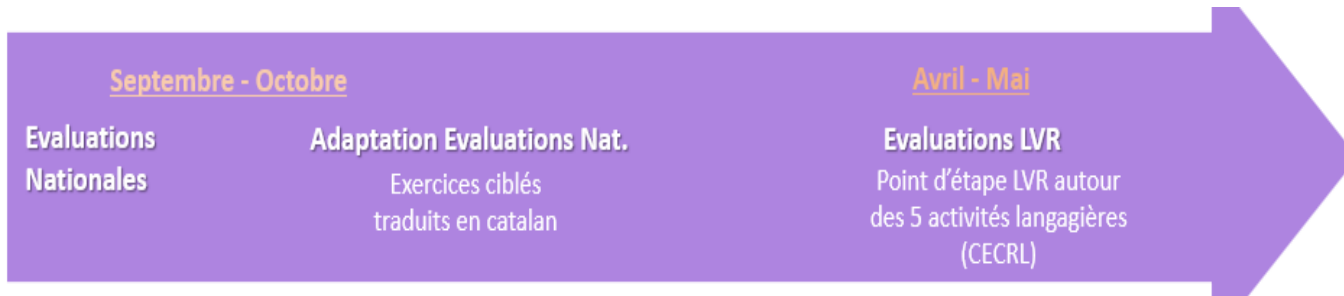 Septembre - Octobre
Evaluations
Nationales
Adaptation Evaluations Nat.
Exercices ciblés
traduits en catalan
Avril - Mai
Evaluations LVR
Point d’étape LVR autour
des 5 activités langagières
(CECRL)